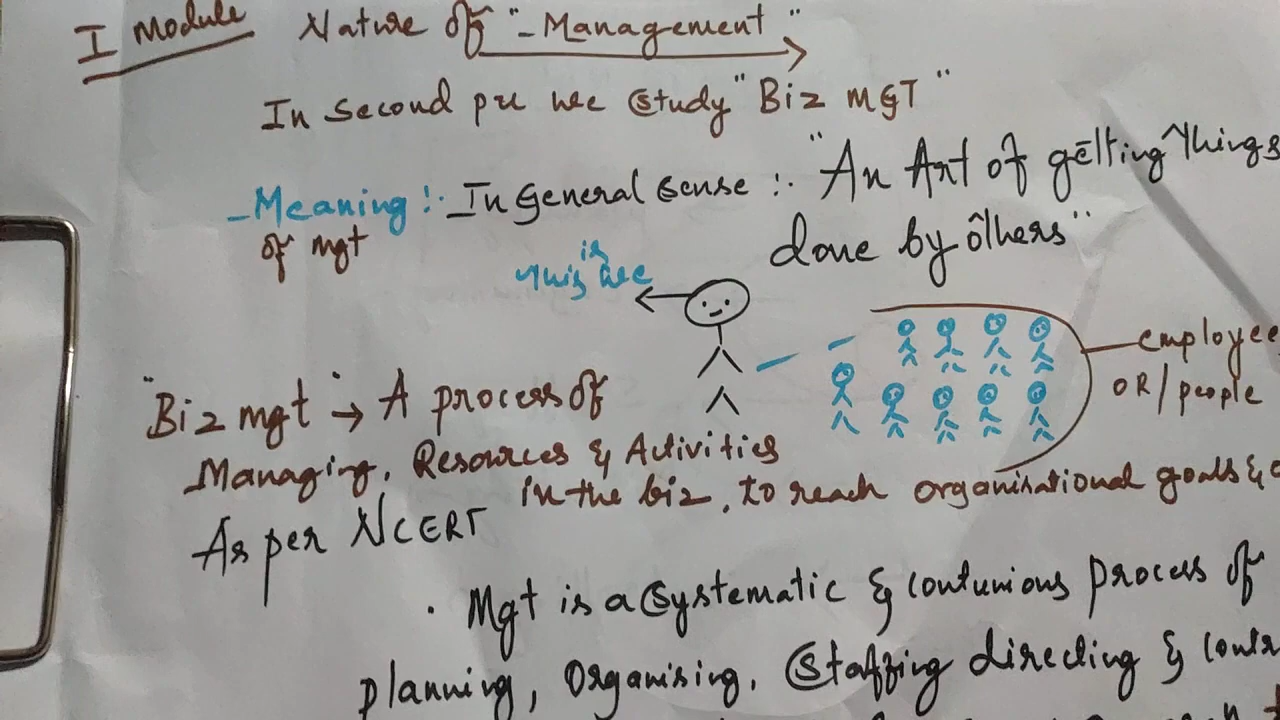 I Module Nature of "Management"
In Second pu we study "Biz MGT"
Meaning :- In General sense :- "An Art of getting things
of mgt
done by others"
is
this we
employee
OR/people
"Biz mgt" → A process of
Managing, Resources & Activities
in the biz, to reach organisational goals &
As per NCERT
. Mgt is a systematic & contunious process of
planning, organising, staffing directing & contr